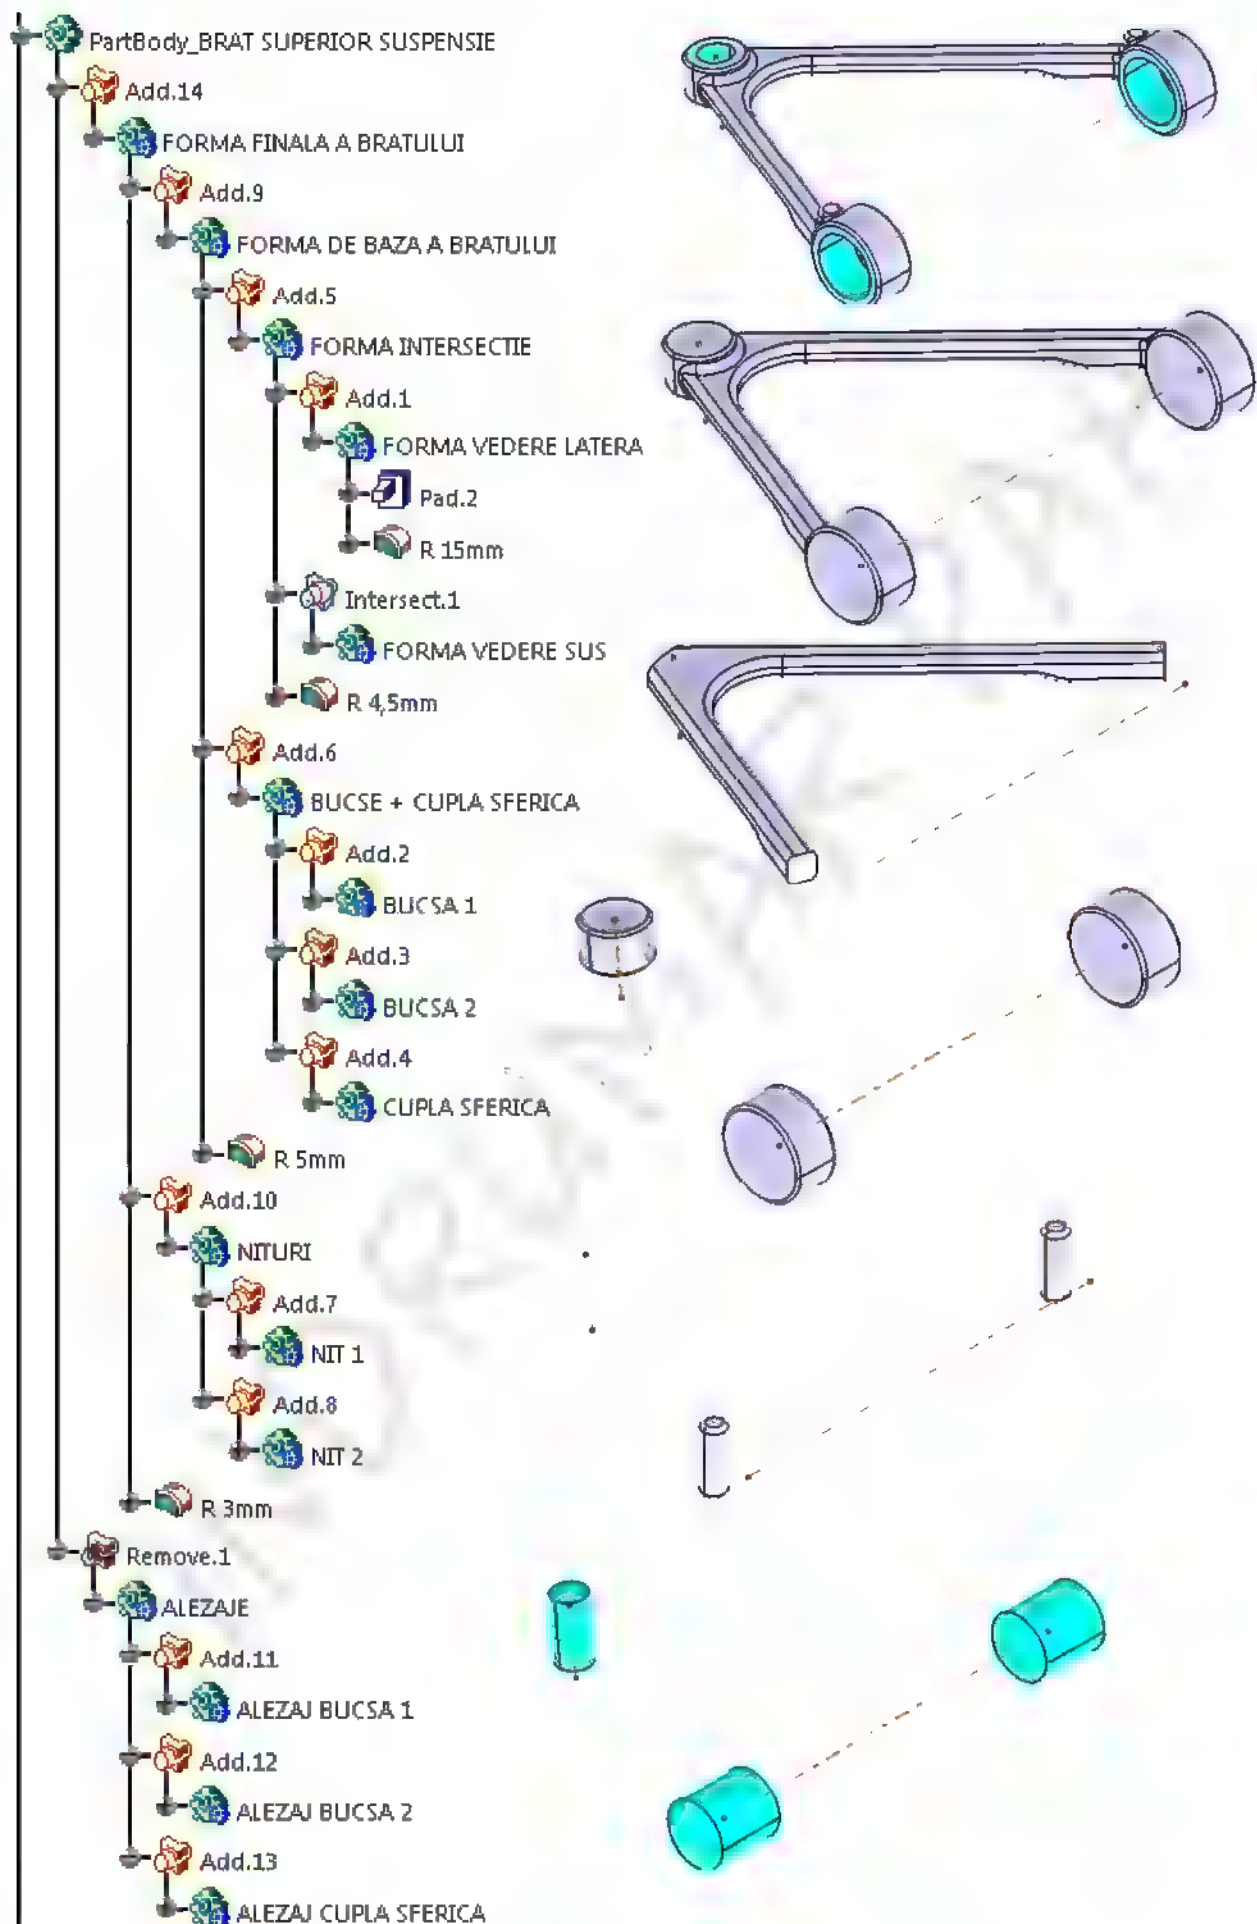 PartBody_BRAT SUPERIOR SUSPENSIE
Add.14
FORMA FINALA A BRATULUI
Add.9
FORMA DE BAZA A BRATULUI
Add.5
FORMA INTERSECTIE
Add.1
FORMA VEDERE LATERA
Pad.2
R 15mm
Intersect.1
FORMA VEDERE SUS
R 4,5mm
Add.6
BUCSE + CUPLA SFERICA
Add.2
BUCSA 1
Add.3
BUCSA 2
Add.4
CUPLA SFERICA
R 5mm
Add.10
NITURI
Add.7
NIT 1
Add.8
NIT 2
R 3mm
Remove.1
ALEZAJE
Add.11
ALEZAJ BUCSA 1
Add.12
ALEZAJ BUCSA 2
Add.13
ALEZAJ CUPLA SFERICA